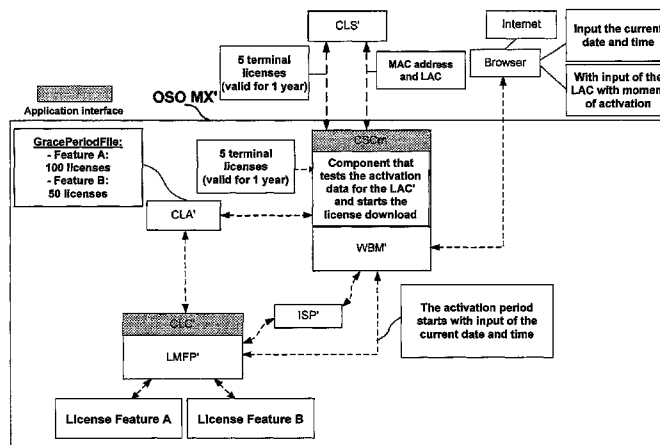 CLS'
Internet
Input the current
date and time
5 terminal
licenses
(valid for 1 year)
MAC address
and LAC
Browser
With input of the
LAC with moment
of activation
Application interface
OSO MX'
GracePeriodFile:
- Feature A:
100 licenses
- Feature B:
50 licenses
5 terminal
licenses
(valid for 1 year)
CSCm
Component that
tests the activation
data for the LAC'
and starts the
license download
CLA'
WBM'
ISP'
The activation period
starts with input of the
current date and time
CLC'
LMFP'
License Feature A
License Feature B